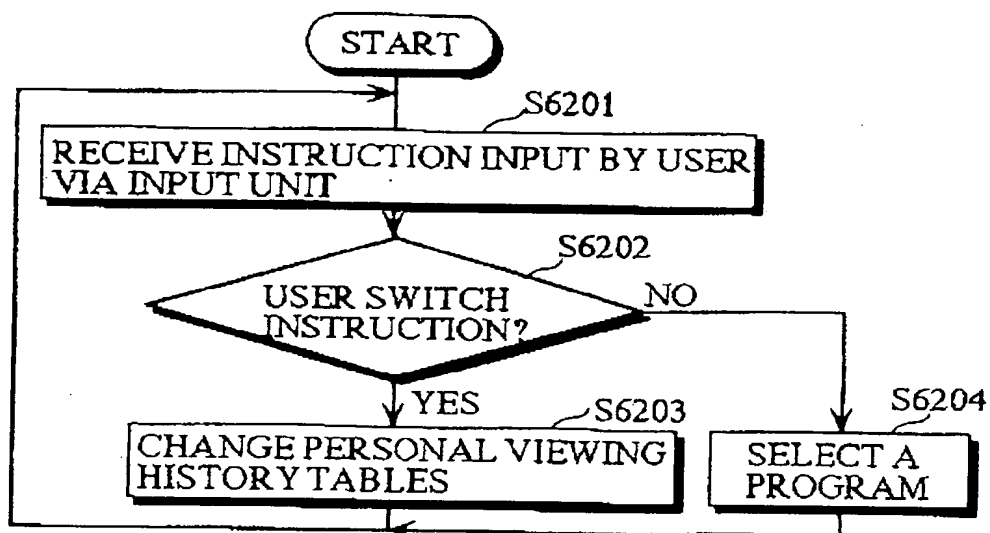 START
S6201
RECEIVE INSTRUCTION INPUT BY USER
VIA INPUT UNIT
S6202
USER SWITCH
INSTRUCTION?
NO
YES
S6203
CHANGE PERSONAL VIEWING
HISTORY TABLES
S6204
SELECT A
PROGRAM